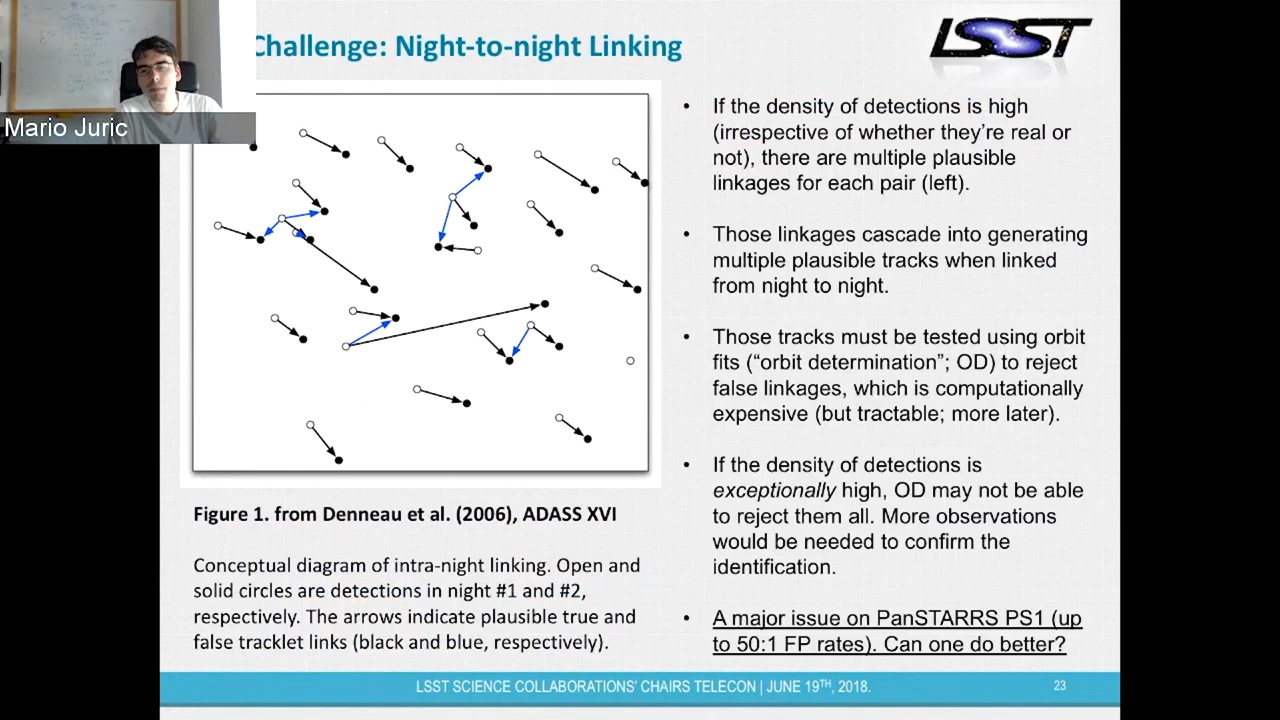 Challenge: Night-to-night Linking
LSST
Mario Juric
• If the density of detections is high
(irrespective of whether they're real or
not), there are multiple plausible
linkages for each pair (left).
• Those linkages cascade into generating
multiple plausible tracks when linked
from night to night.
• Those tracks must be tested using orbit
fits (“orbit determination”; OD) to reject
false linkages, which is computationally
expensive (but tractable; more later).
• If the density of detections is
exceptionally high, OD may not be able
to reject them all. More observations
would be needed to confirm the
identification.
• A major issue on PanSTARRS PS1 (up
to 50:1 FP rates). Can one do better?
Figure 1. from Denneau et al. (2006), ADASS XVI
Conceptual diagram of intra-night linking. Open and
solid circles are detections in night #1 and #2,
respectively. The arrows indicate plausible true and
false tracklet links (black and blue, respectively).
LSST SCIENCE COLLABORATIONS' CHAIRS TELECON | JUNE 19TH, 2018.
23